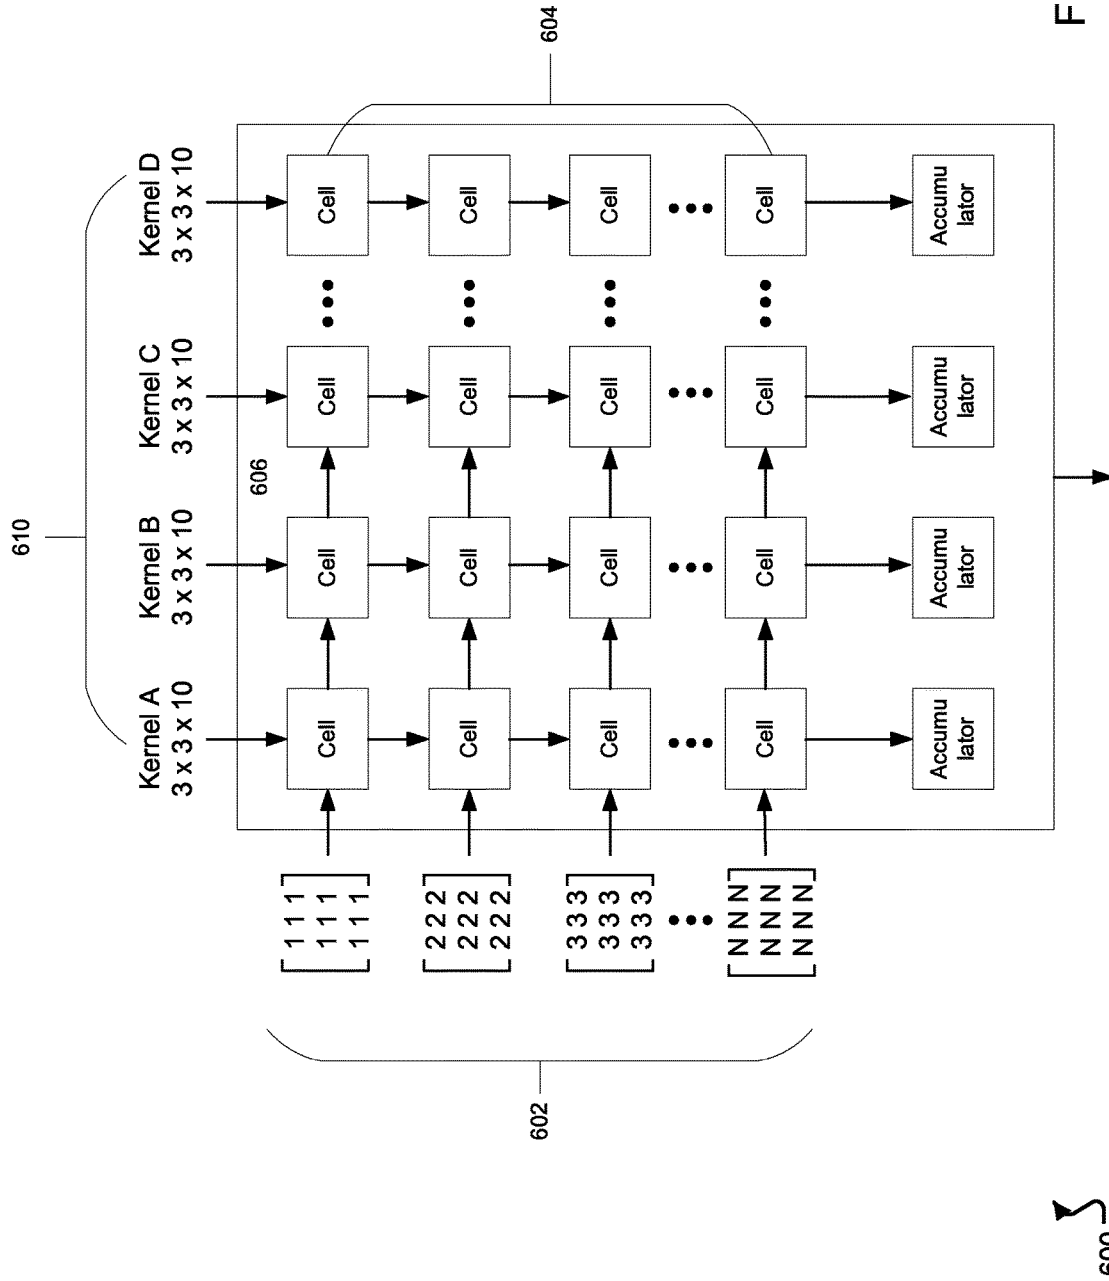 610
Kernel A
3 x 3 x 10
Kernel B
3 x 3 x 10
Kernel C
3 x 3 x 10
Kernel D
3 x 3 x 10
606
1 1 1
1 1 1
1 1 1
Cell
Cell
Cell
Cell
2 2 2
2 2 2
2 2 2
Cell
Cell
Cell
Cell
602
604
3 3 3
3 3 3
3 3 3
Cell
Cell
Cell
Cell
N N N
N N N
N N N
Cell
Cell
Cell
Cell
Accumu
lator
Accumu
lator
Accumu
lator
Accumu
lator
600
F